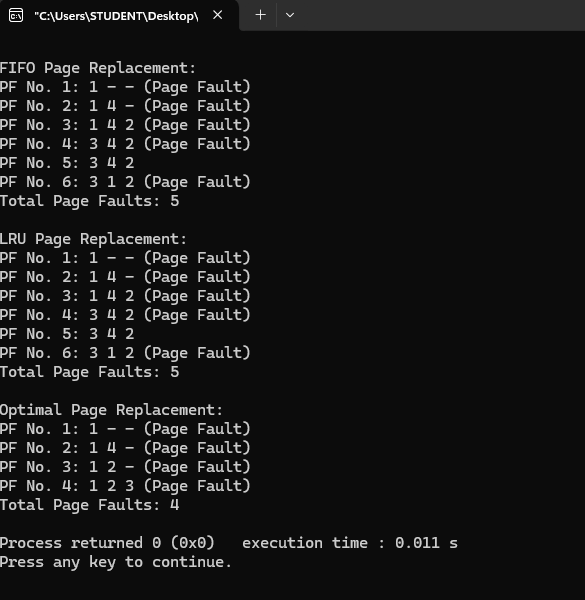 "C:\Users\STUDENT\Desktop\
FIFO Page Replacement:
PF No. 1: 1 - - (Page Fault)
PF No. 2: 1 4 - (Page Fault)
PF No. 3: 1 4 2 (Page Fault)
PF No. 4: 3 4 2 (Page Fault)
PF No. 5: 3 4 2
PF No. 6: 3 1 2 (Page Fault)
Total Page Faults: 5
LRU Page Replacement:
PF No. 1: 1 - - (Page Fault)
PF No. 2: 1 4 - (Page Fault)
PF No. 3: 1 4 2 (Page Fault)
PF No. 4: 3 4 2 (Page Fault)
PF No. 5: 3 4 2
PF No. 6: 3 1 2 (Page Fault)
Total Page Faults: 5
Optimal Page Replacement:
PF No. 1: 1 - - (Page Fault)
PF No. 2: 1 4 - (Page Fault)
PF No. 3: 1 2 - (Page Fault)
PF No. 4: 1 2 3 (Page Fault)
Total Page Faults: 4
Process returned 0 (0x0)   execution time : 0.011 s
Press any key to continue.